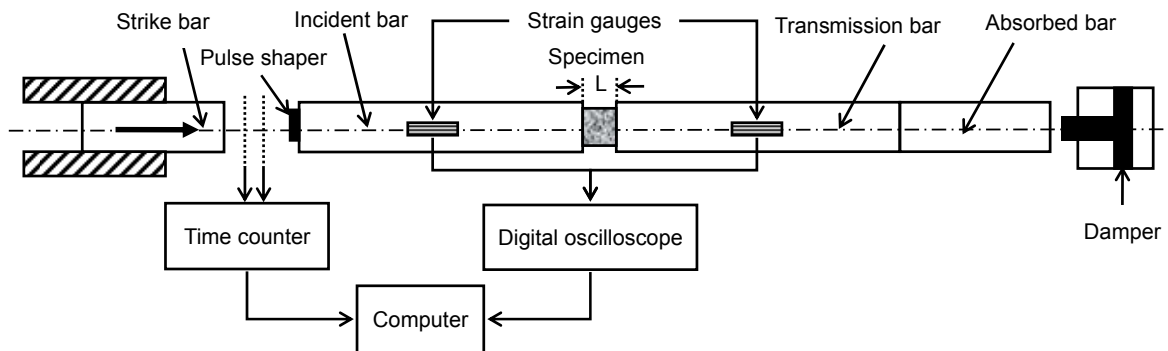 Strike bar
Incident bar
Strain gauges
Transmission bar
Absorbed bar
Pulse shaper
Specimen
L
Time counter
Digital oscilloscope
Damper
Computer